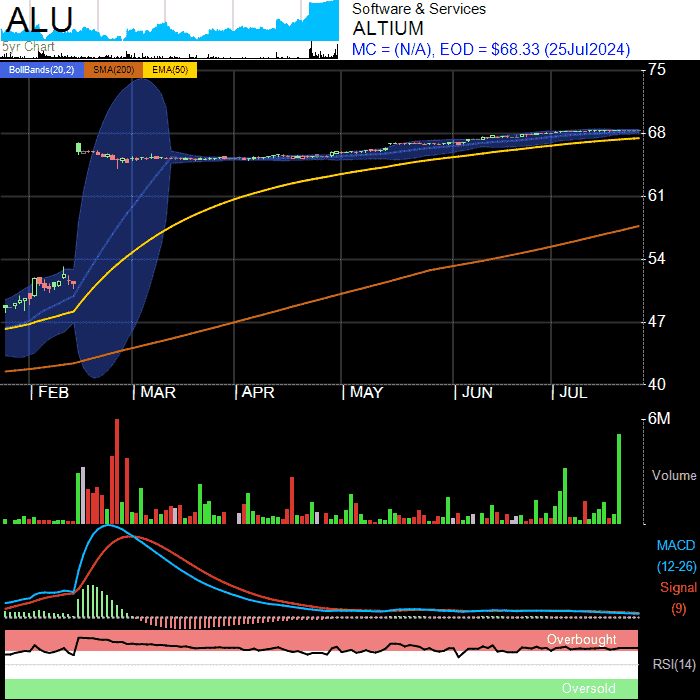 ALU
5yr Chart
Software & Services
ALTIUM
MC = (N/A), EOD = $68.33 (25Jul2024)
BollBands(20,2) SMA(200) EMA(50)
75
68
61
54
47
40
FEB MAR APR MAY JUN JUL
6M
Volume
MACD
(12-26)
Signal
(9)
Overbought
RSI(14)
Oversold